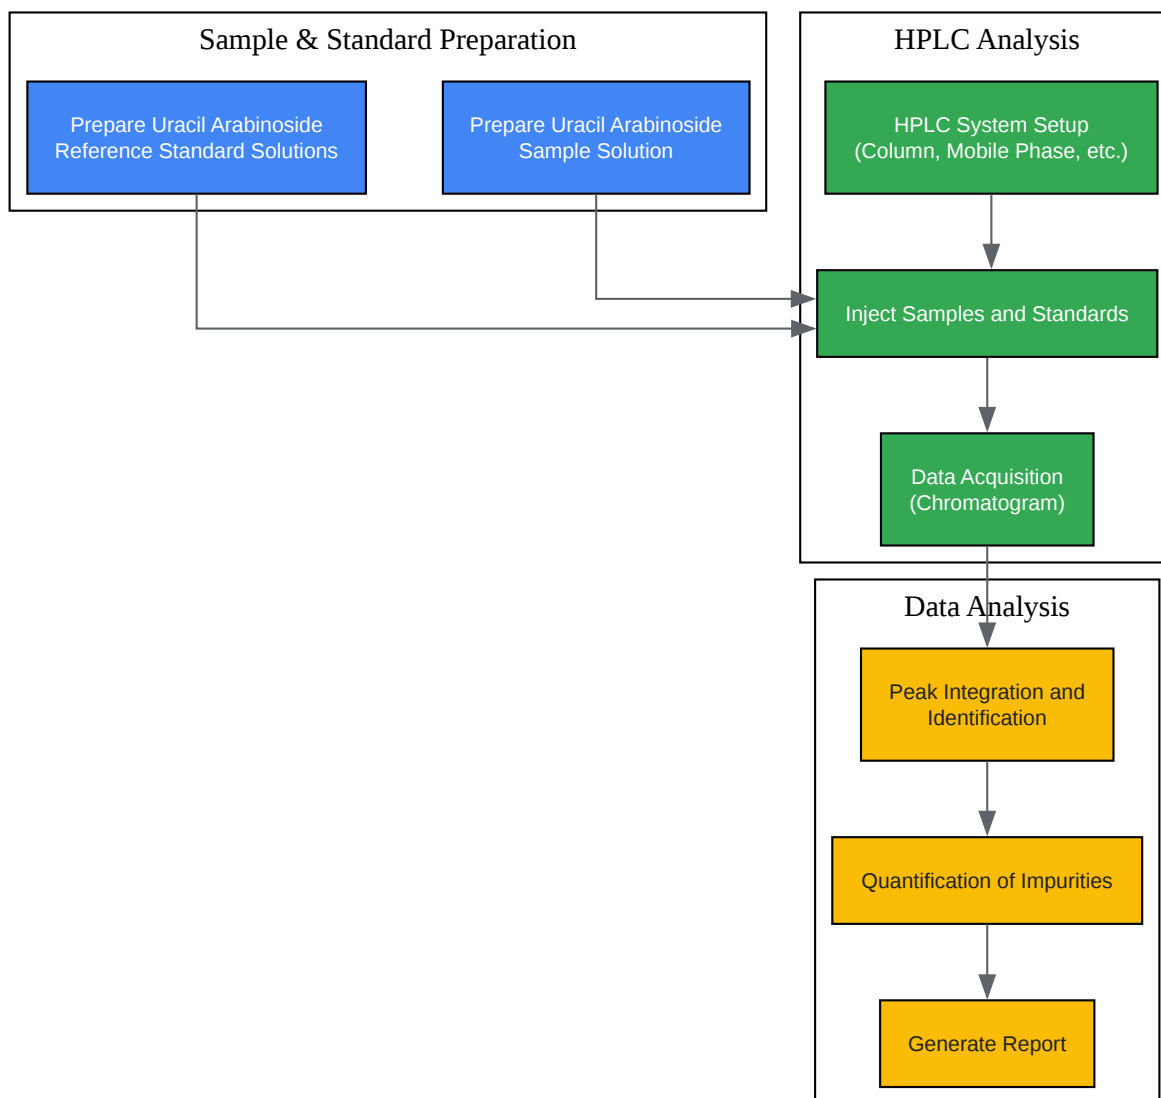 Sample & Standard Preparation
Prepare Uracil Arabinoside
Reference Standard Solutions
Prepare Uracil Arabinoside
Sample Solution
HPLC Analysis
HPLC System Setup
(Column, Mobile Phase, etc.)
Inject Samples and Standards
Data Acquisition
(Chromatogram)
Data Analysis
Peak Integration and
Identification
Quantification of Impurities
Generate Report